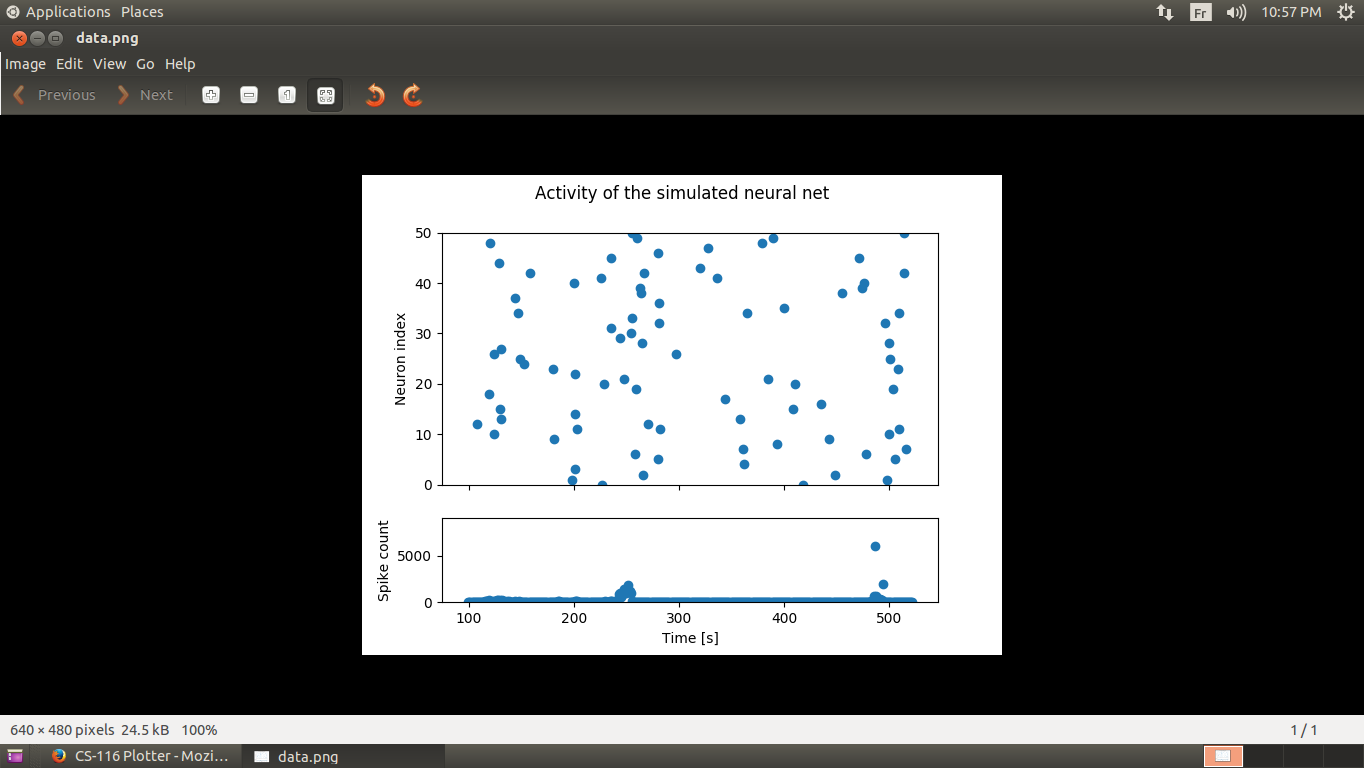 Applications Places Fr 10:57 PM
data.png
Image Edit View Go Help
Previous Next
Activity of the simulated neural net
50
40
30
20
10
0
Neuron index
5000
0
Spike count
100 200 300 400 500
Time [s]
640 × 480 pixels 24.5 kB 100% 1 / 1
CS-116 Plotter - Mozi... data.png